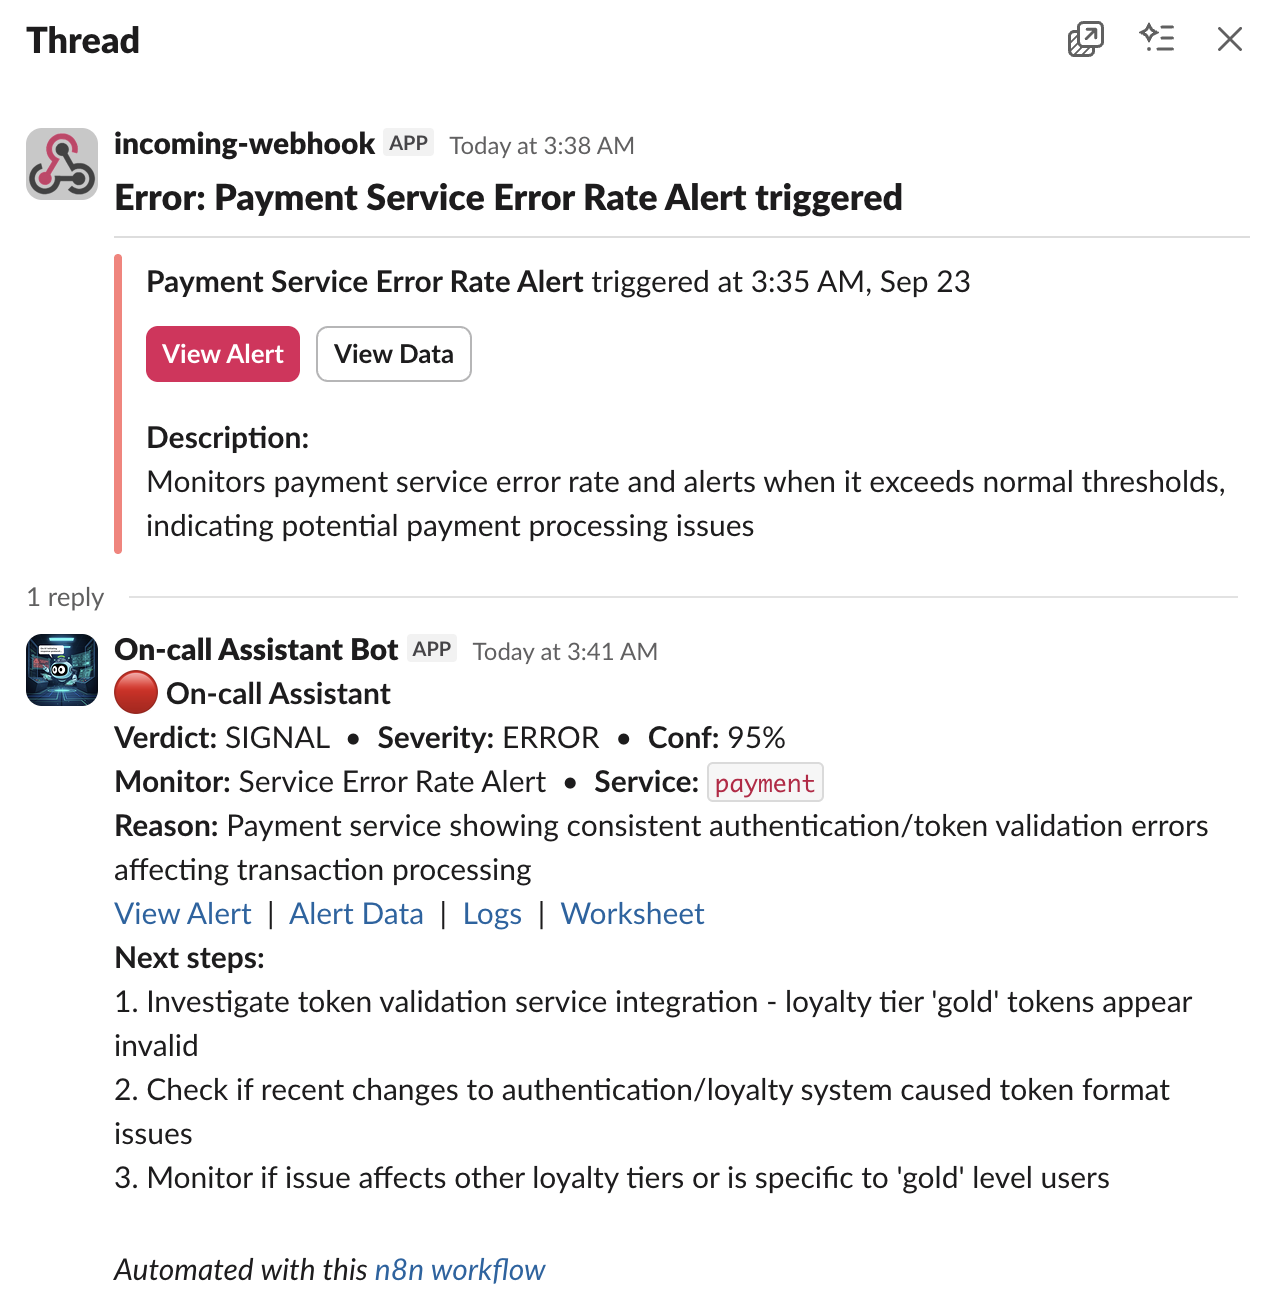 Thread
incoming-webhook APP Today at 3:38 AM
Error: Payment Service Error Rate Alert triggered
Payment Service Error Rate Alert triggered at 3:35 AM, Sep 23
View Alert View Data
Description:
Monitors payment service error rate and alerts when it exceeds normal thresholds,
indicating potential payment processing issues
1 reply
On-call Assistant Bot APP Today at 3:41 AM
🔴 On-call Assistant
Verdict: SIGNAL • Severity: ERROR • Conf: 95%
Monitor: Service Error Rate Alert • Service: payment
Reason: Payment service showing consistent authentication/token validation errors
affecting transaction processing
View Alert | Alert Data | Logs | Worksheet
Next steps:
1. Investigate token validation service integration - loyalty tier 'gold' tokens appear
invalid
2. Check if recent changes to authentication/loyalty system caused token format
issues
3. Monitor if issue affects other loyalty tiers or is specific to 'gold' level users
Automated with this n8n workflow